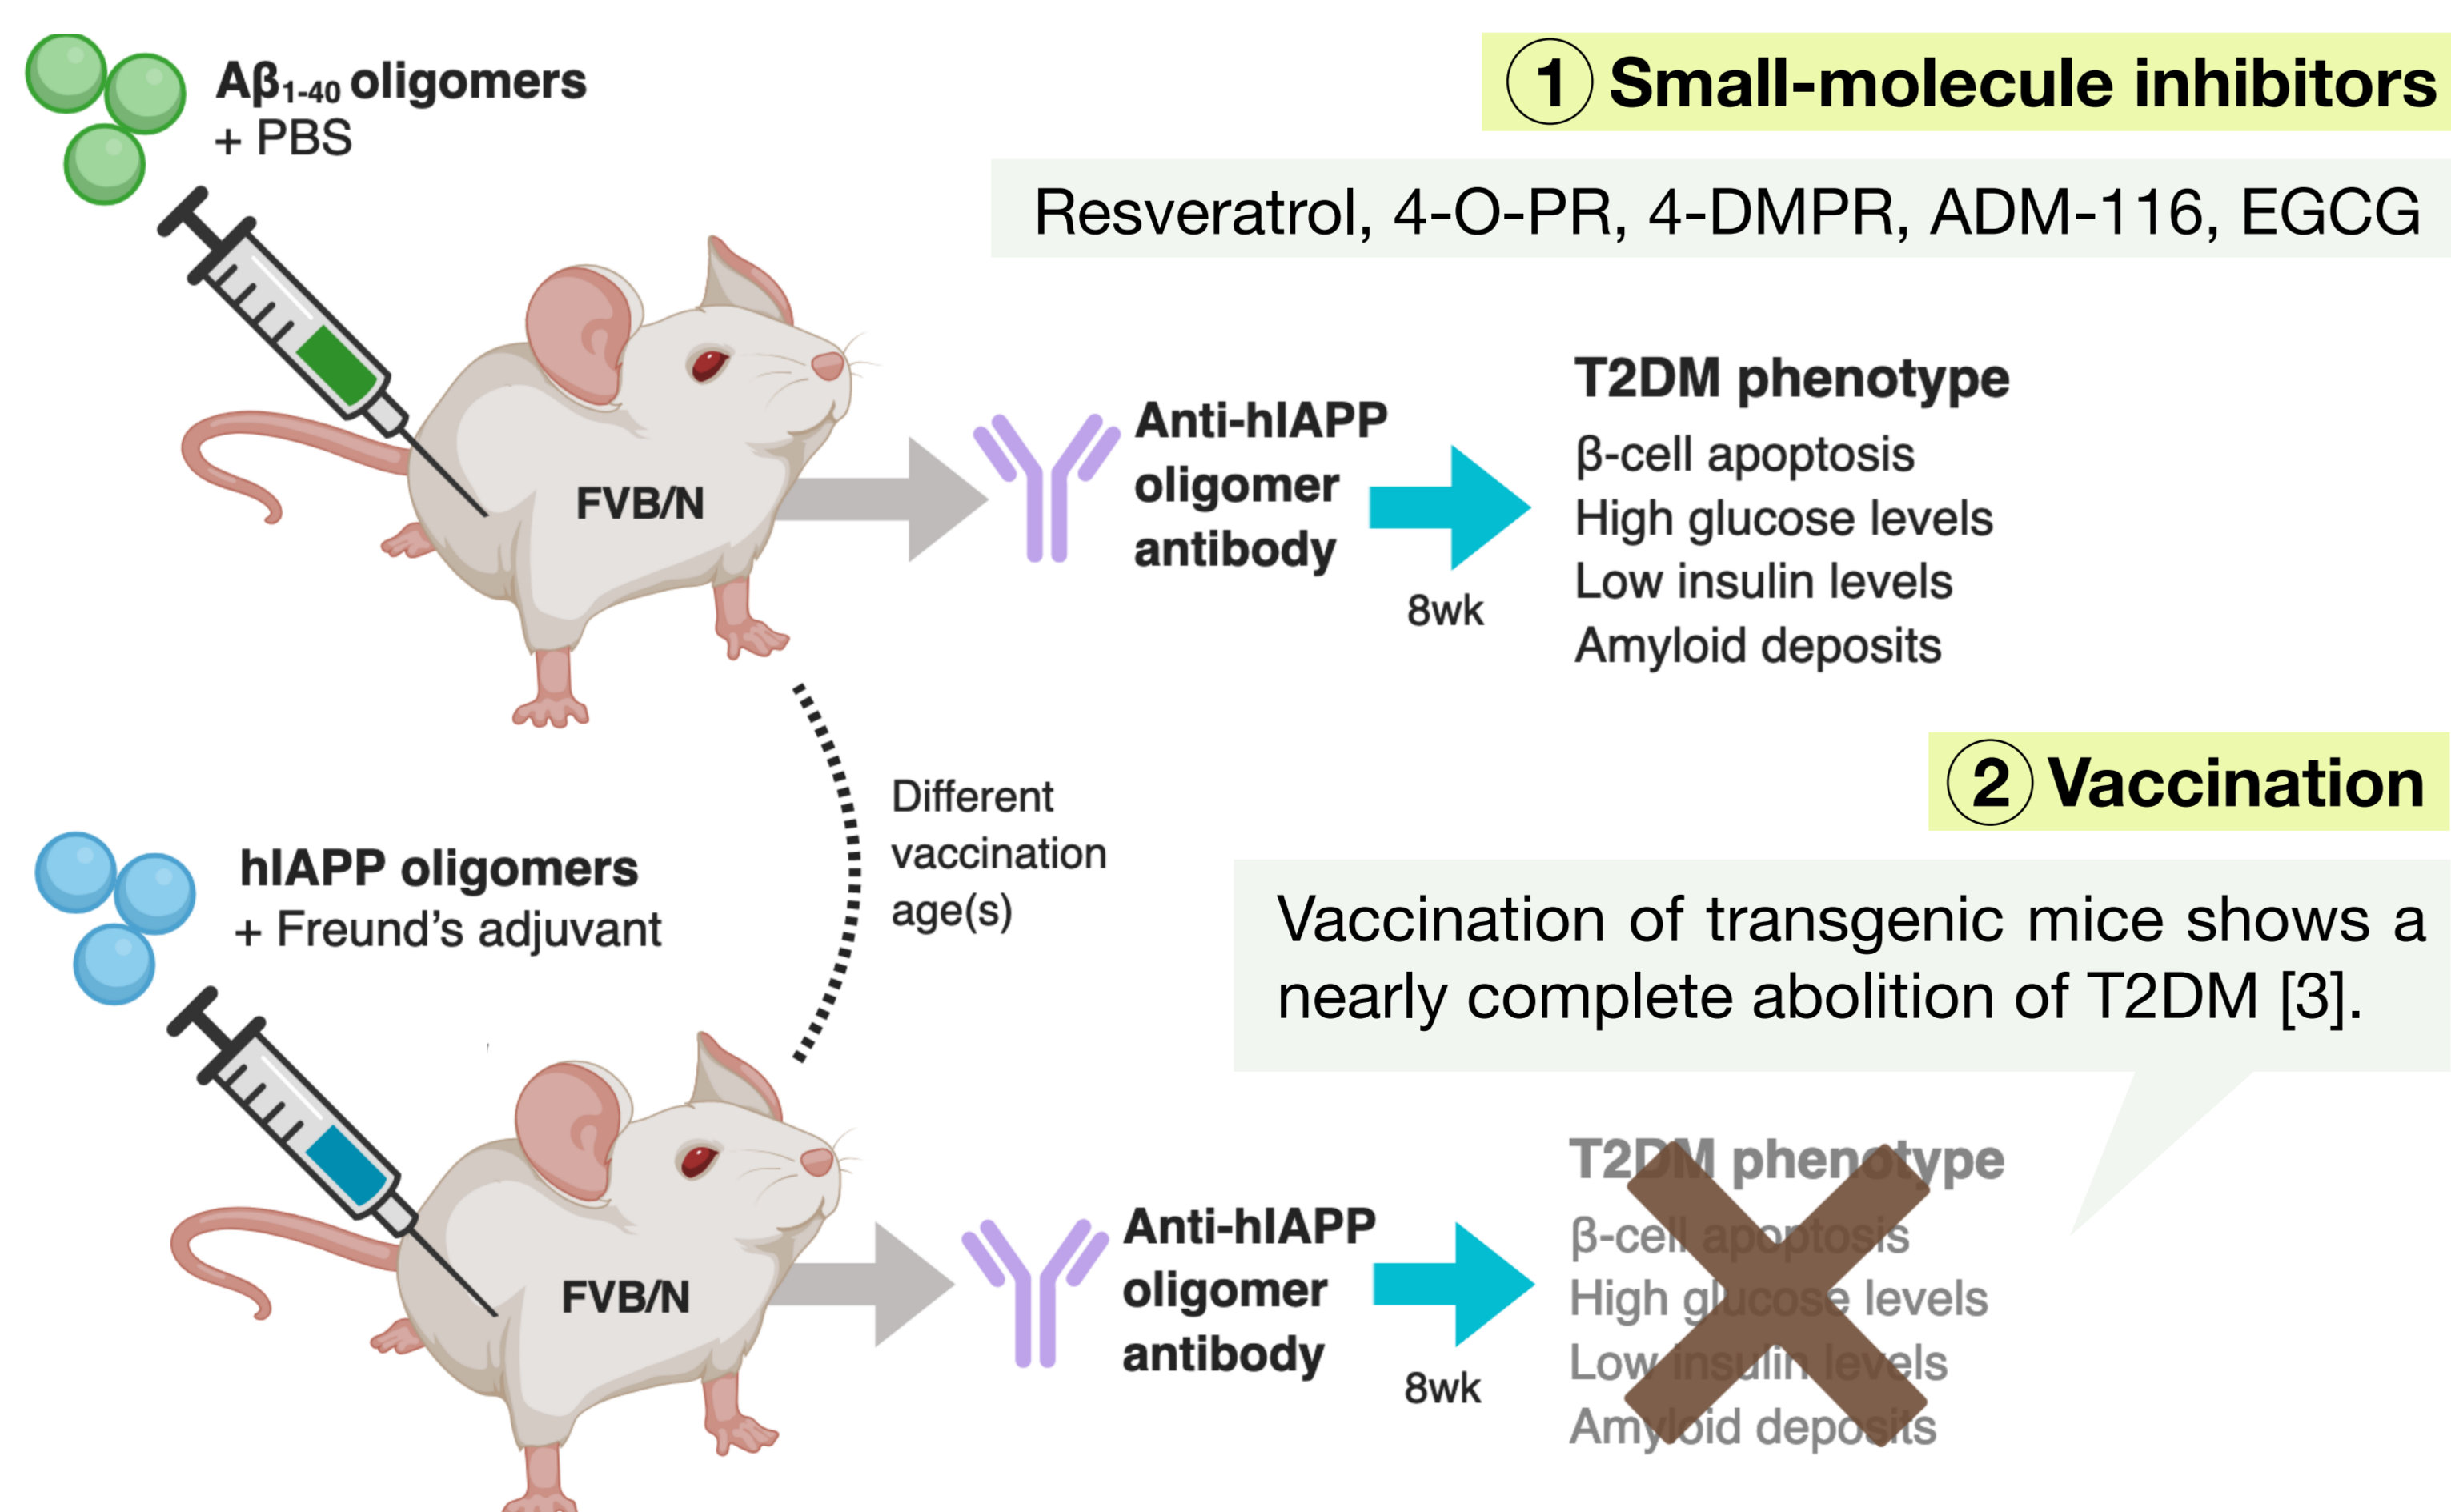 Aβ1-40 oligomers
+ PBS
① Small-molecule inhibitors
Resveratrol, 4-O-PR, 4-DMPR, ADM-116, EGCG
FVB/N
Anti-hIAPP
oligomer
antibody
8wk
T2DM phenotype
β-cell apoptosis
High glucose levels
Low insulin levels
Amyloid deposits
② Vaccination
Different
vaccination
age(s)
Vaccination of transgenic mice shows a
nearly complete abolition of T2DM [3].
hIAPP oligomers
+ Freund's adjuvant
FVB/N
Anti-hIAPP
oligomer
antibody
8wk
T2DM phenotype
β-cell apoptosis
High glucose levels
Low insulin levels
Amyloid deposits